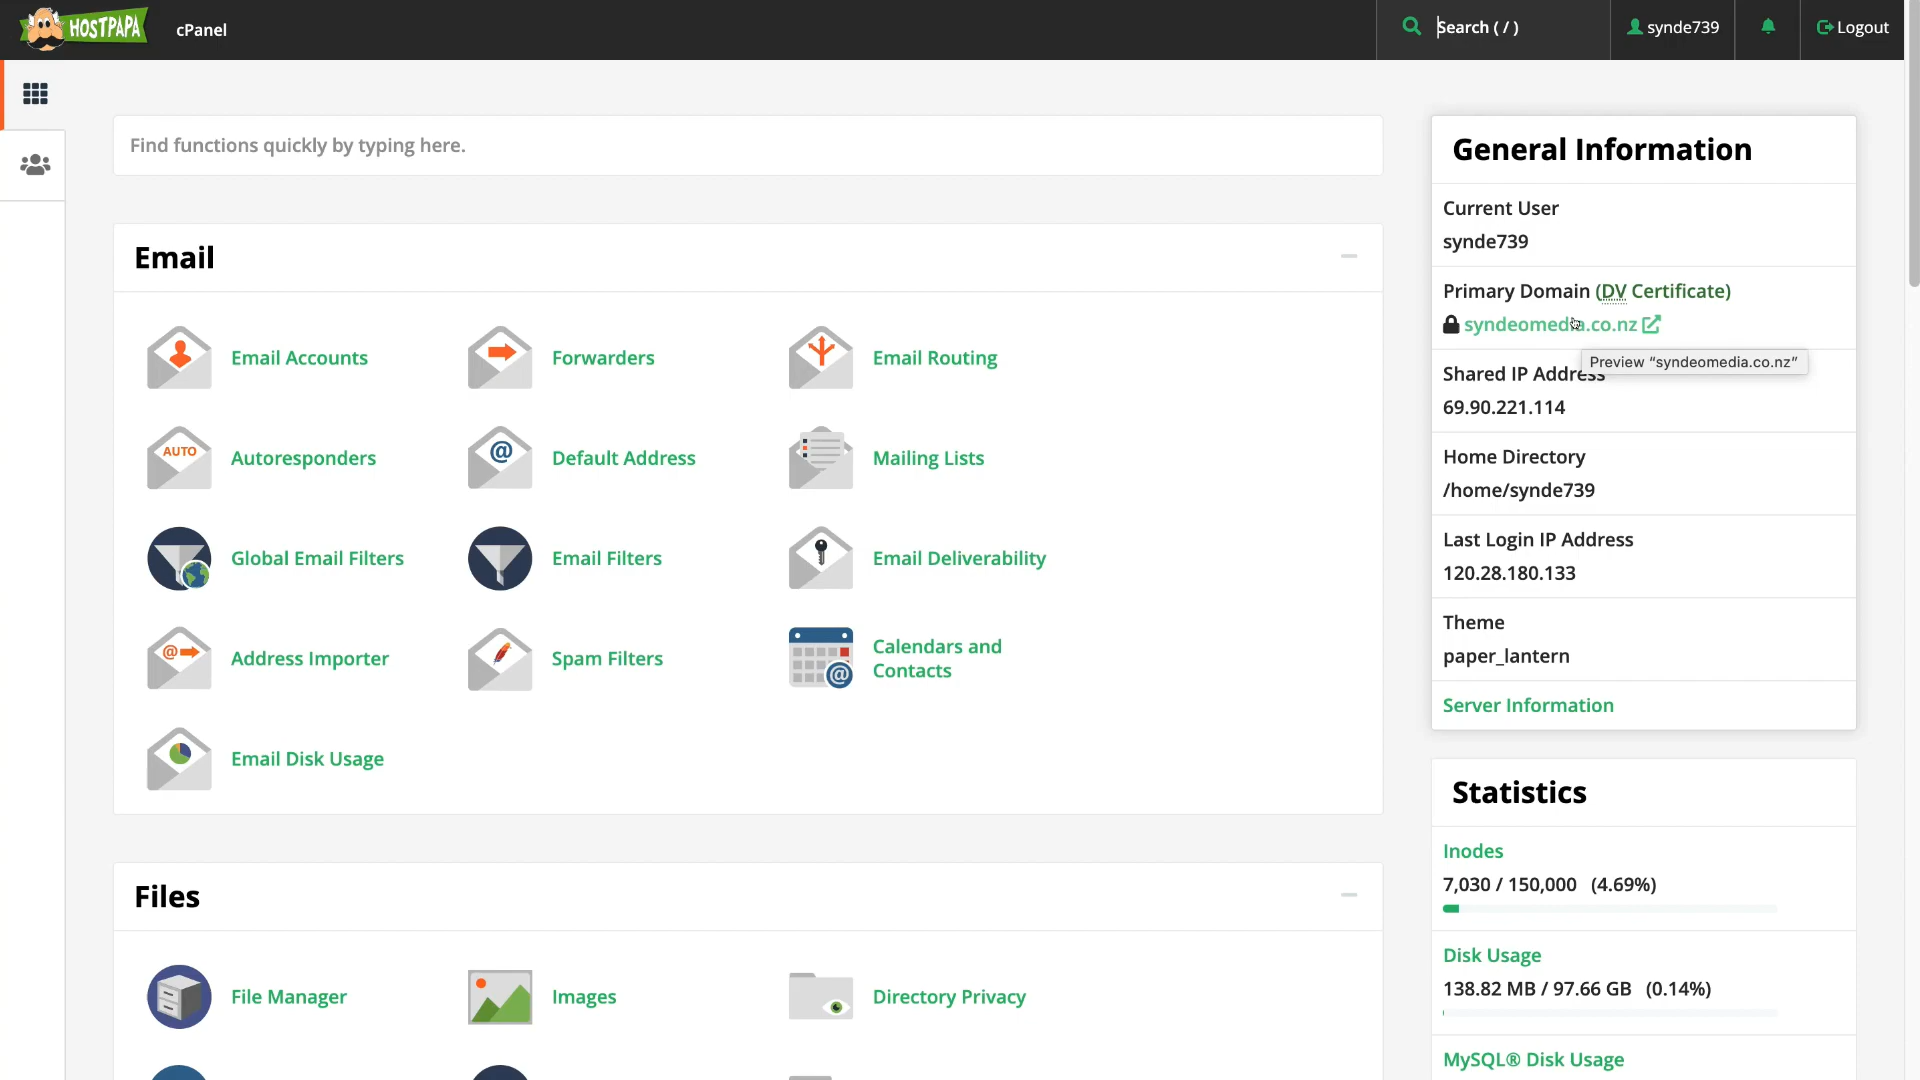 HOSTPAPA
cPanel
Search ( / )
synde739
Logout
Find functions quickly by typing here.
Email
Email Accounts
Forwarders
Email Routing
AUTO
Autoresponders
@
Default Address
Mailing Lists
Global Email Filters
Email Filters
Email Deliverability
@
Address Importer
Spam Filters
@
Calendars and
Contacts
Email Disk Usage
Files
File Manager
Images
Directory Privacy
General Information
Current User
synde739
Primary Domain (DV Certificate)
syndeomedia.co.nz
Preview “syndeomedia.co.nz”
Shared IP Address
69.90.221.114
Home Directory
/home/synde739
Last Login IP Address
120.28.180.133
Theme
paper_lantern
Server Information
Statistics
Inodes
7,030 / 150,000 (4.69%)
Disk Usage
138.82 MB / 97.66 GB (0.14%)
MySQL® Disk Usage